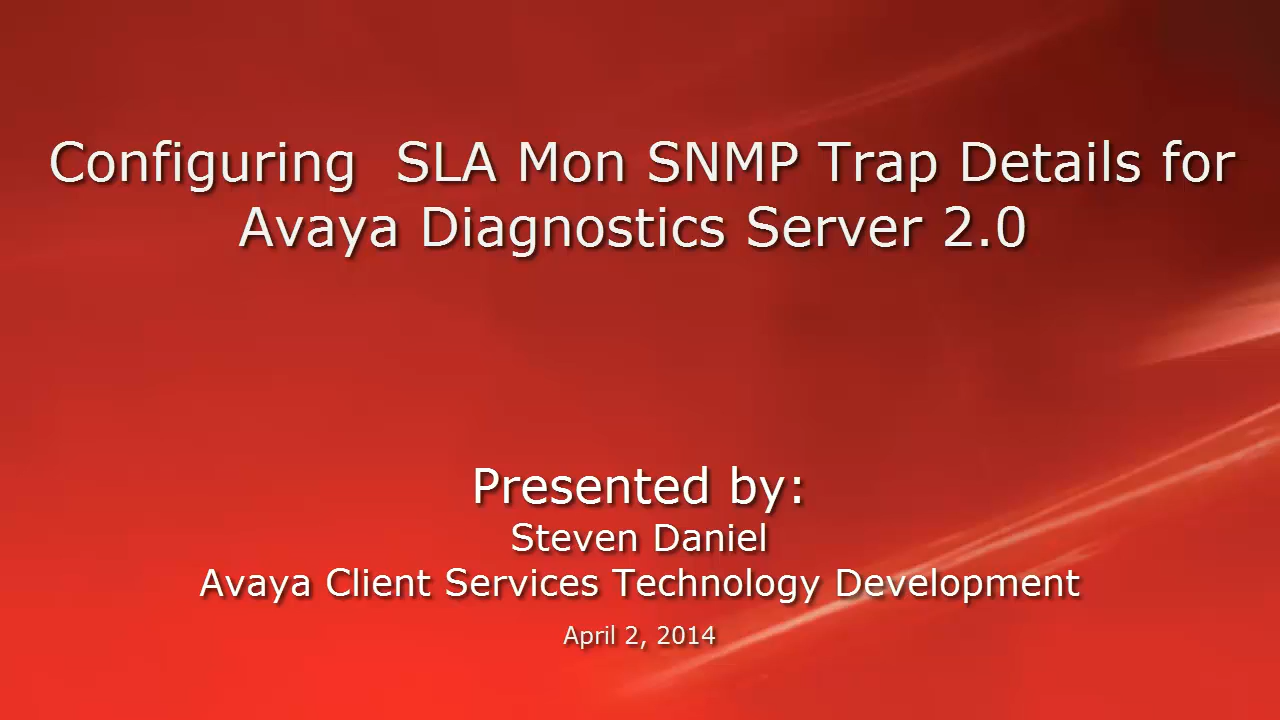 Configuring  SLA Mon SNMP Trap Details for
Avaya Diagnostics Server 2.0
Presented by:
Steven Daniel
Avaya Client Services Technology Development
April 2, 2014